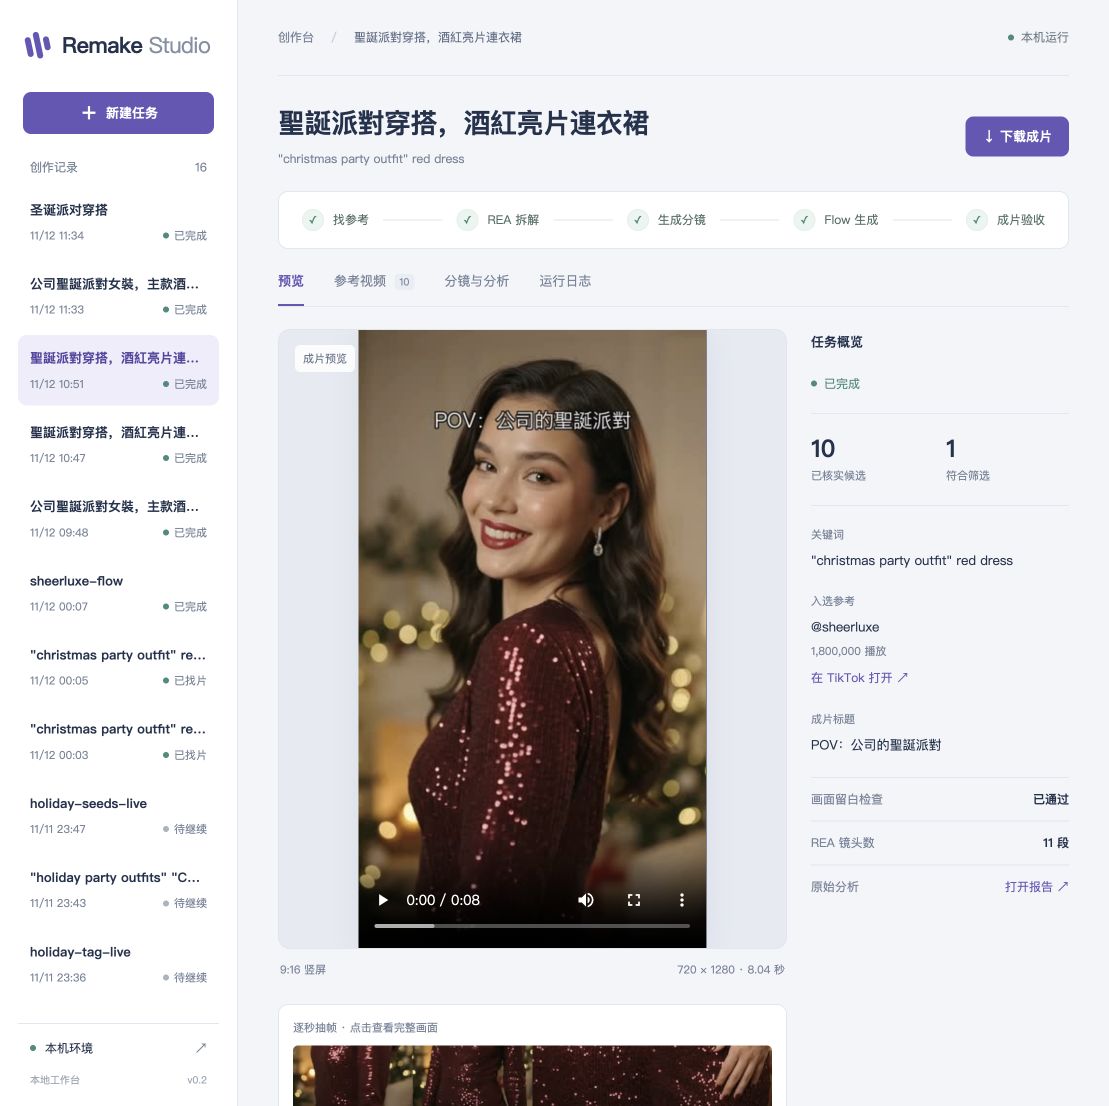 Remake Studio
新建任务
创作记录 16
圣诞派对穿搭
11/12 11:34 已完成
公司聖誕派對女裝，主款酒...
11/12 11:33 已完成
聖誕派對穿搭，酒紅亮片連...
11/12 10:51 已完成
聖誕派對穿搭，酒紅亮片連...
11/12 10:47 已完成
公司聖誕派對女裝，主款酒...
11/12 09:48 已完成
sheerluxe-flow
11/12 00:07 已完成
"christmas party outfit" re...
11/12 00:05 已找片
"christmas party outfit" re...
11/12 00:03 已找片
holiday-seeds-live
11/11 23:47 待继续
"holiday party outfits" "C...
11/11 23:43 待继续
holiday-tag-live
11/11 23:36 待继续
本机环境 ↗
本地工作台 v0.2
创作台 / 聖誕派對穿搭，酒紅亮片連衣裙
本机运行
聖誕派對穿搭，酒紅亮片連衣裙
"christmas party outfit" red dress
↓ 下载成片
✓ 找参考 ✓ REA 拆解 ✓ 生成分镜 ✓ Flow 生成 ✓ 成片验收
预览 参考视频 10 分镜与分析 运行日志
成片预览
POV：公司的聖誕派對
0:00 / 0:08
9:16 竖屏 720 × 1280 · 8.04 秒
逐秒抽帧 · 点击查看完整画面
任务概览
已完成
10 1
已核实候选 符合筛选
关键词
"christmas party outfit" red dress
入选参考
@sheerluxe
1,800,000 播放
在 TikTok 打开 ↗
成片标题
POV：公司的聖誕派對
画面留白检查 已通过
REA 镜头数 11 段
原始分析 打开报告 ↗